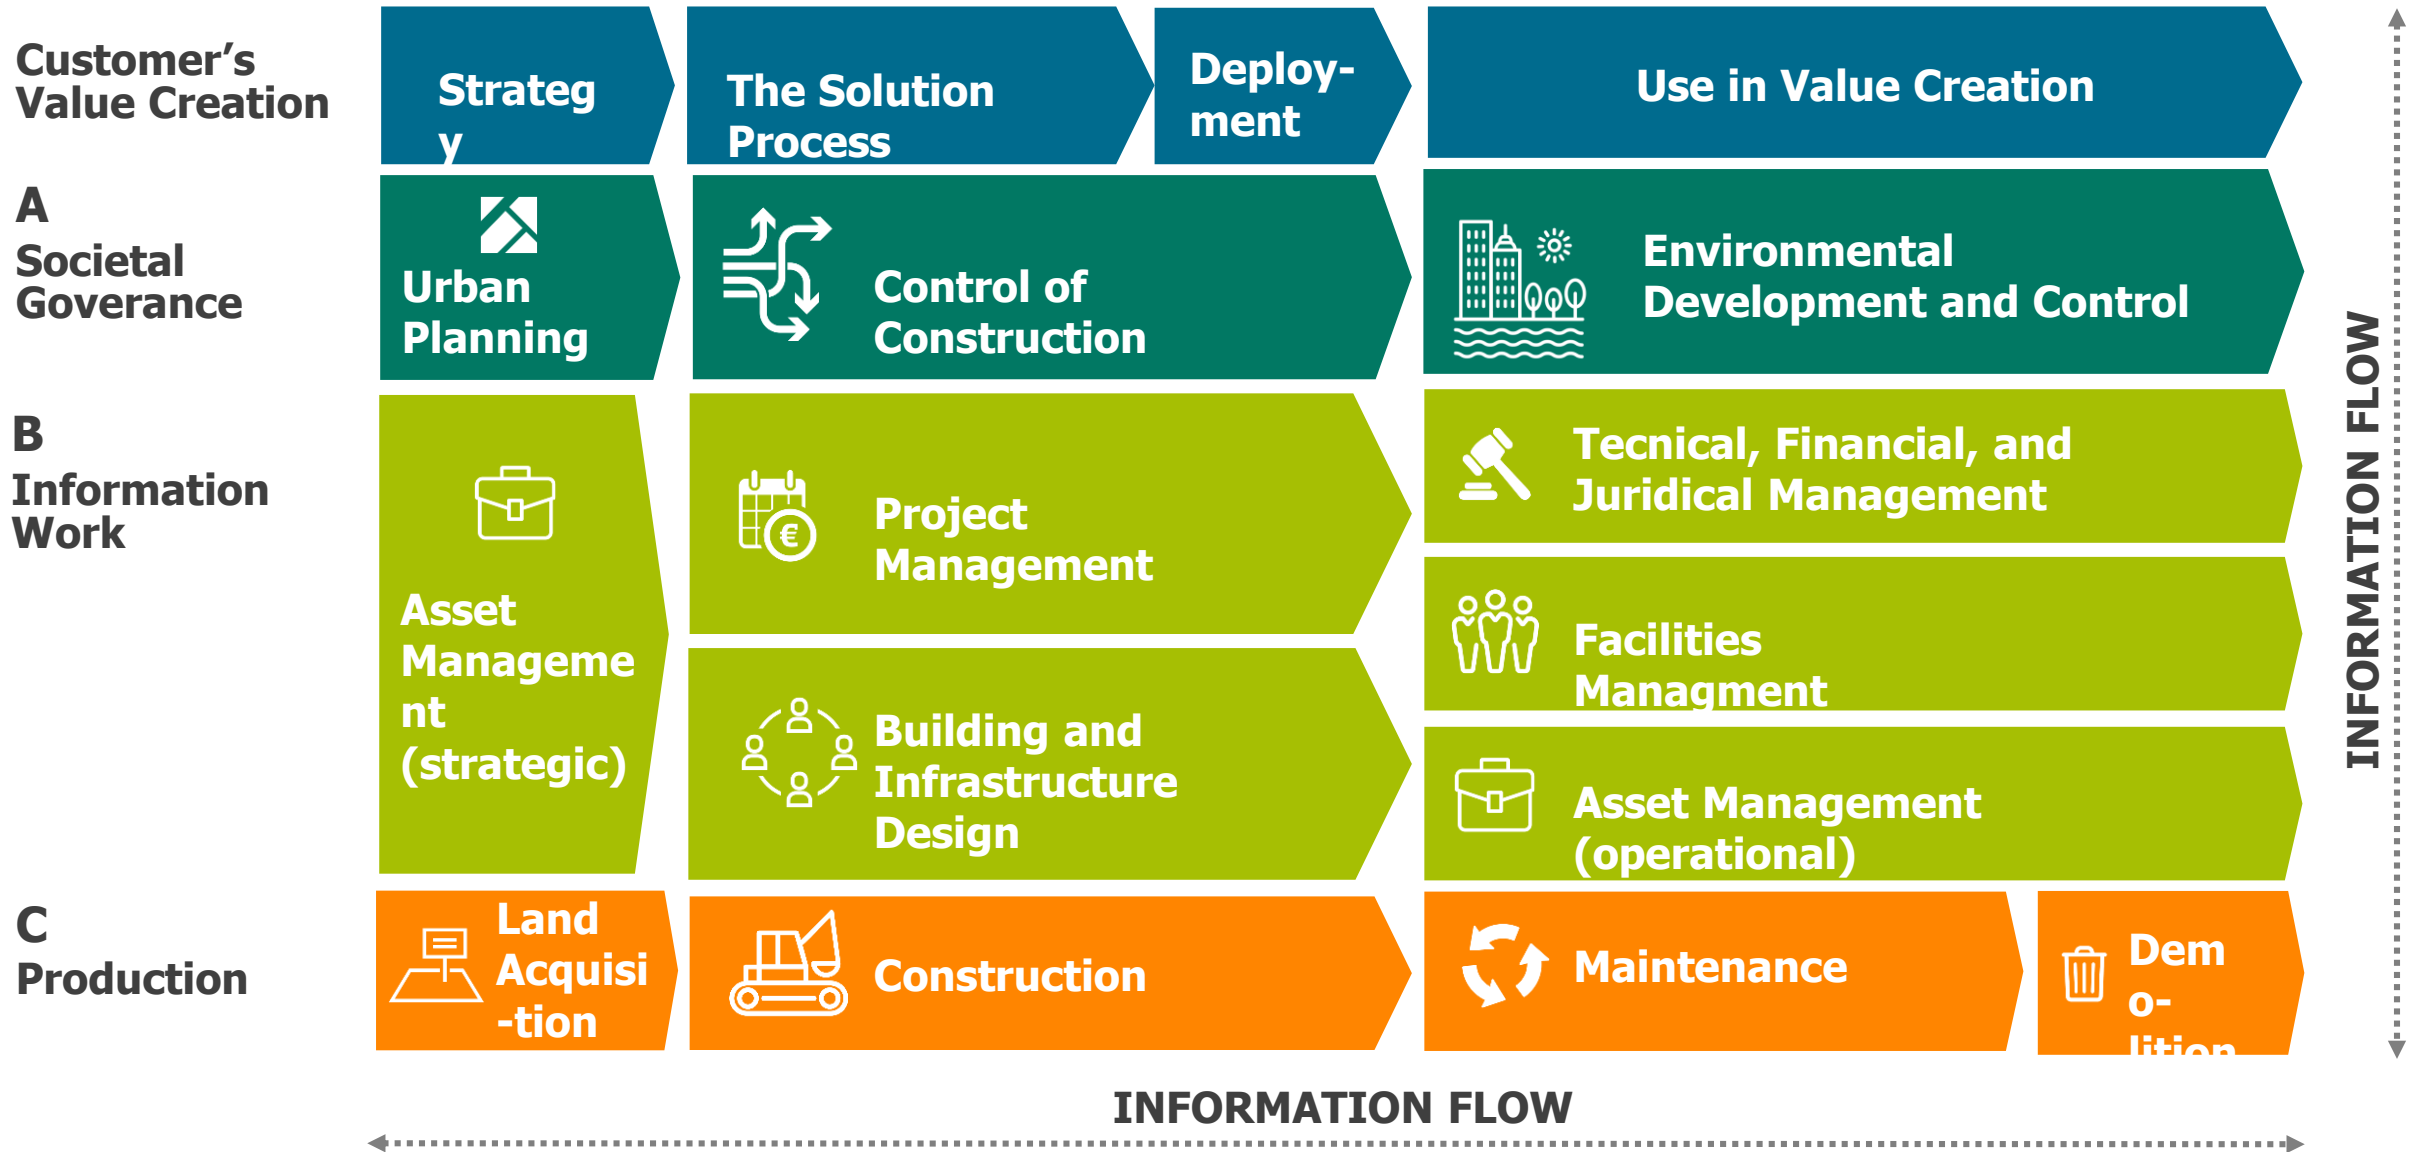 Customer’s
Value Creation
Strateg
y
The Solution
Process
Deploy-
ment
Use in Value Creation
A
Societal
Goverance
Urban
Planning
Control of
Construction
Environmental
Development and Control
B
Information
Work
Asset
Manageme
nt
(strategic)
Project
Management
€
Building and
Infrastructure
Design
Tecnical, Financial, and
Juridical Management
Facilities
Managment
Asset Management
(operational)
C
Production
Land
Acquisi
-tion
Construction
Maintenance
Dem
o-
lition
INFORMATION FLOW
INFORMATION FLOW